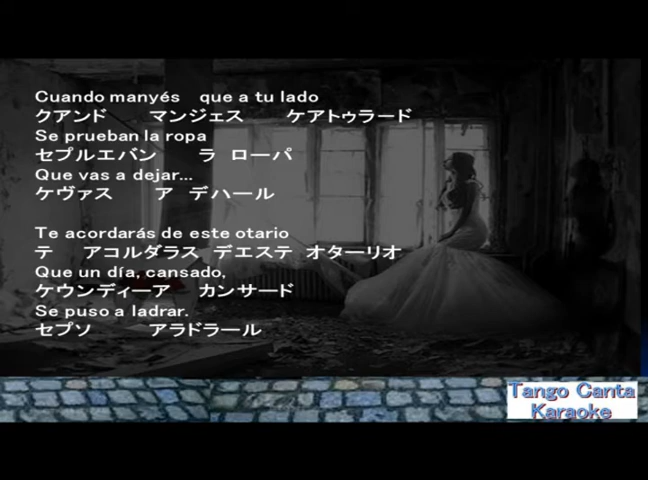 Cuando manyés que a tu lado
クアンド マンジェス ケアトゥラード
Se prueban la ropa
セプルエバン ラ ローパ
Que vas a dejar...
ケヴァス ア デハール
Te acordarás de este otario
テ アコルダラス デエステ オターリオ
Que un día, cansado,
ケウンディーア カンサード
Se puso a ladrar.
セプソ アラドラール
Tango Canta
Karaoke